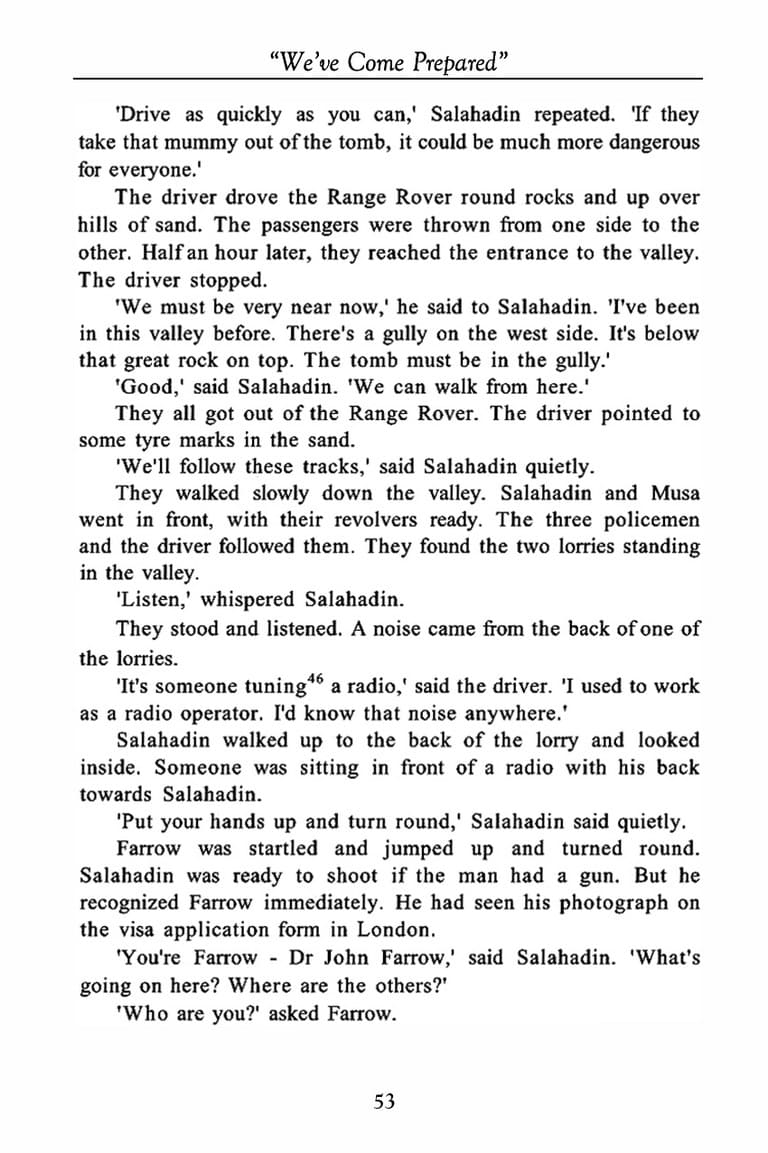 “We’ve Come Prepared”
'Drive as quickly as you can,' Salahadin repeated. 'If they
take that mummy out of the tomb, it could be much more dangerous
for everyone.'
The driver drove the Range Rover round rocks and up over
hills of sand. The passengers were thrown from one side to the
other. Half an hour later, they reached the entrance to the valley.
The driver stopped.
'We must be very near now,' he said to Salahadin. 'I've been
in this valley before. There's a gully on the west side. It's below
that great rock on top. The tomb must be in the gully.'
'Good,' said Salahadin. 'We can walk from here.'
They all got out of the Range Rover. The driver pointed to
some tyre marks in the sand.
'We'll follow these tracks,' said Salahadin quietly.
They walked slowly down the valley. Salahadin and Musa
went in front, with their revolvers ready. The three policemen
and the driver followed them. They found the two lorries standing
in the valley.
'Listen,' whispered Salahadin.
They stood and listened. A noise came from the back of one of
the lorries.
'It's someone tuning⁴⁶ a radio,' said the driver. 'I used to work
as a radio operator. I'd know that noise anywhere.'
Salahadin walked up to the back of the lorry and looked
inside. Someone was sitting in front of a radio with his back
towards Salahadin.
'Put your hands up and turn round,' Salahadin said quietly.
Farrow was startled and jumped up and turned round.
Salahadin was ready to shoot if the man had a gun. But he
recognized Farrow immediately. He had seen his photograph on
the visa application form in London.
'You're Farrow - Dr John Farrow,' said Salahadin. 'What's
going on here? Where are the others?'
'Who are you?' asked Farrow.
53